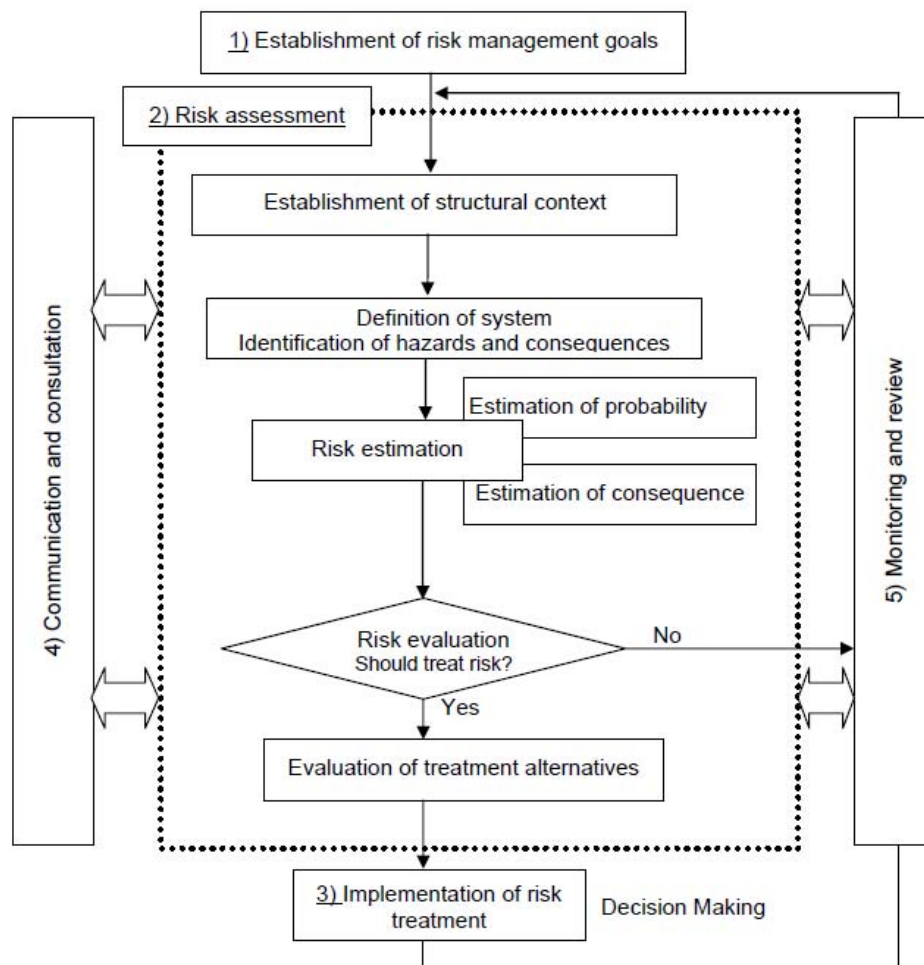 1) Establishment of risk management goals
2) Risk assessment
Establishment of structural context
Definition of system
Identification of hazards and consequences
Estimation of probability
Risk estimation
Estimation of consequence
Risk evaluation
Should treat risk?
No
Yes
Evaluation of treatment alternatives
3) Implementation of risk
treatment
Decision Making
4) Communication and consultation
5) Monitoring and review